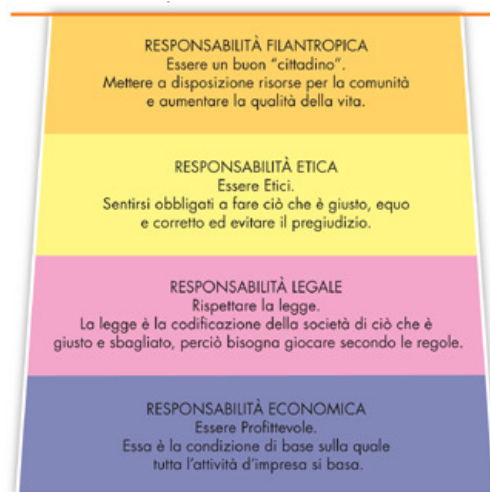 RESPONSABILITÀ FILANTROPICA
Essere un buon “cittadino”.
Mettere a disposizione risorse per la comunità
e aumentare la qualità della vita.
RESPONSABILITÀ ETICA
Essere Etici.
Sentirsi obbligati a fare ciò che è giusto, equo
e corretto ed evitare il pregiudizio.
RESPONSABILITÀ LEGALE
Rispettare la legge.
La legge è la codificazione della società di ciò che è
giusto e sbagliato, perciò bisogna giocare secondo le regole.
RESPONSABILITÀ ECONOMICA
Essere Profittevole.
Essa è la condizione di base sulla quale
tutta l’attività d’impresa si basa.